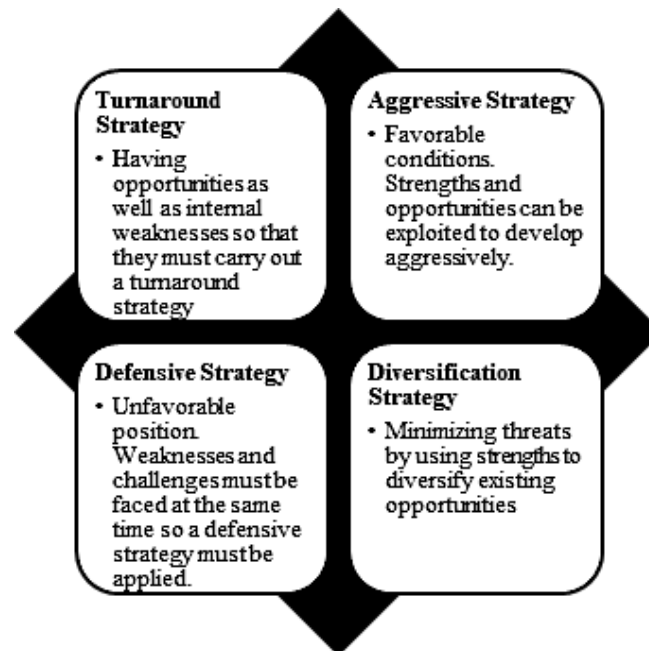 Turnaround
Strategy
• Having
opportunities as
well as internal
weaknesses so that
they must carry out
a turnaround
strategy
Aggressive Strategy
• Favorable
conditions.
Strengths and
opportunities can be
exploited to develop
aggressively.
Defensive Strategy
• Unfavorable
position.
Weaknesses and
challenges must be
faced at the same
time so a defensive
strategy must be
applied.
Diversification
Strategy
• Minimizing threats
by using strengths to
diversify existing
opportunities